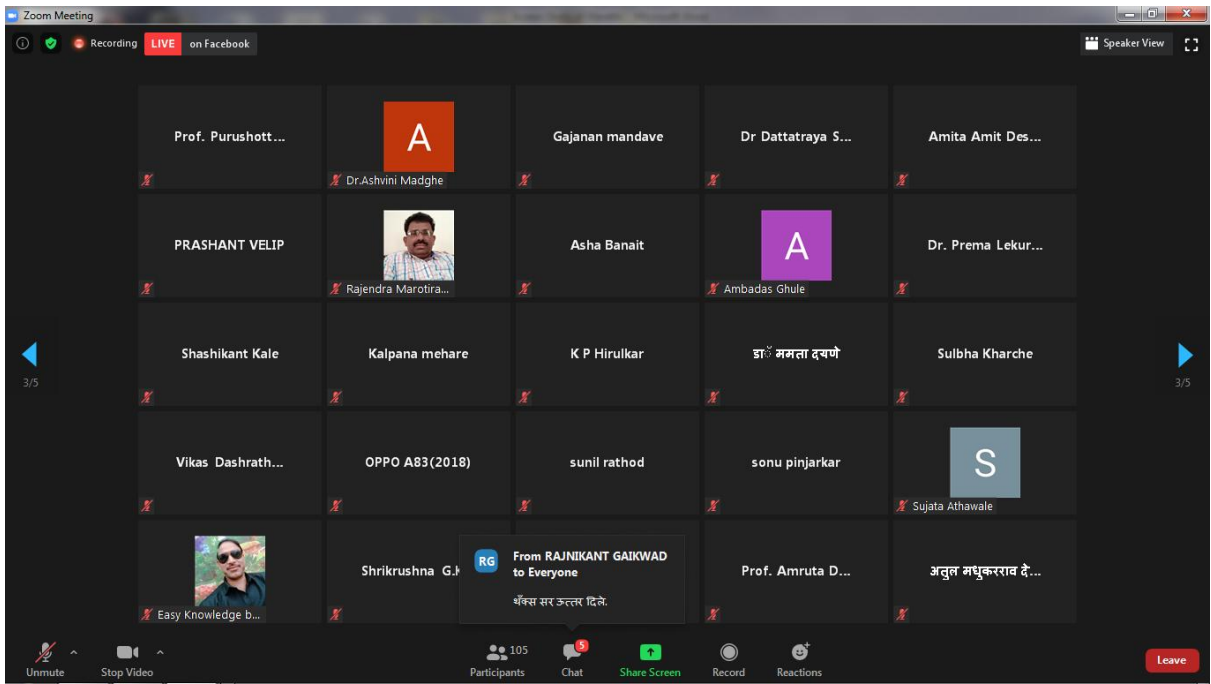 Zoom Meeting
Recording LIVE on Facebook
Speaker View
Prof. Purushott...
A
Dr.Ashvini Madghe
Gajanan mandave
Dr Dattatraya S...
Amita Amit Des...
PRASHANT VELIP
Rajendra Marotira...
Asha Banait
A
Ambadas Ghule
Dr. Prema Lekur...
Shashikant Kale
Kalpana mehare
K P Hirulkar
डाॅ ममता दयणे
Sulbha Kharche
3/5
3/5
Vikas Dashrath...
OPPO A83(2018)
sunil rathod
sonu pinjarkar
S
Sujata Athawale
Easy Knowledge b...
Shrikrushna G.K
RG
From RAJNIKANT GAIKWAD
to Everyone
थँक्स सर उत्तर दिले.
Prof. Amruta D...
अतुल मधुकरराव दे...
Unmute
Stop Video
105
Participants
5
Chat
Share Screen
Record
Reactions
Leave